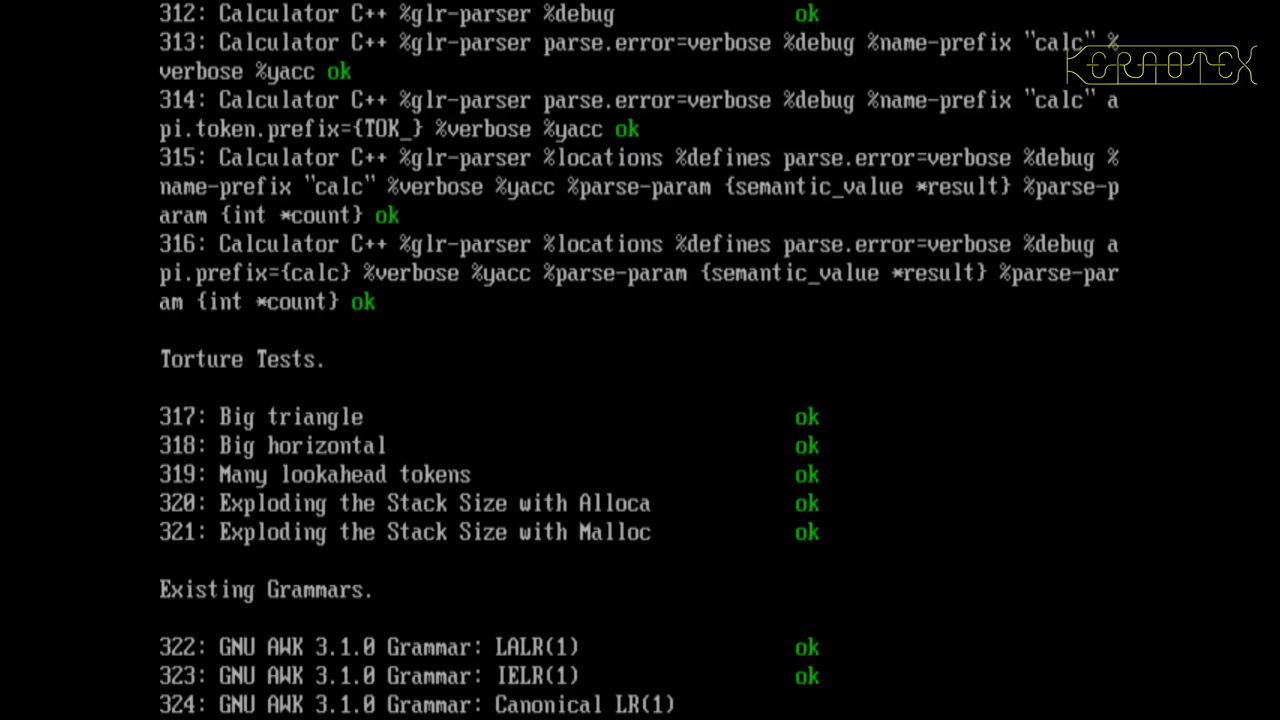 312: Calculator C++ %glr-parser %debug ok
313: Calculator C++ %glr-parser parse.error=verbose %debug %name-prefix "calc" %
verbose %yacc ok
314: Calculator C++ %glr-parser parse.error=verbose %debug %name-prefix "calc" a
pi.token.prefix={TOK_} %verbose %yacc ok
315: Calculator C++ %glr-parser %locations %defines parse.error=verbose %debug %
name-prefix "calc" %verbose %yacc %parse-param {semantic_value *result} %parse-p
aram {int *count} ok
316: Calculator C++ %glr-parser %locations %defines parse.error=verbose %debug a
pi.prefix={calc} %verbose %yacc %parse-param {semantic_value *result} %parse-par
am {int *count} ok
Torture Tests.
317: Big triangle ok
318: Big horizontal ok
319: Many lookahead tokens ok
320: Exploding the Stack Size with Alloca ok
321: Exploding the Stack Size with Malloc ok
Existing Grammars.
322: GNU AWK 3.1.0 Grammar: LALR(1) ok
323: GNU AWK 3.1.0 Grammar: IELR(1) ok
324: GNU AWK 3.1.0 Grammar: Canonical LR(1)